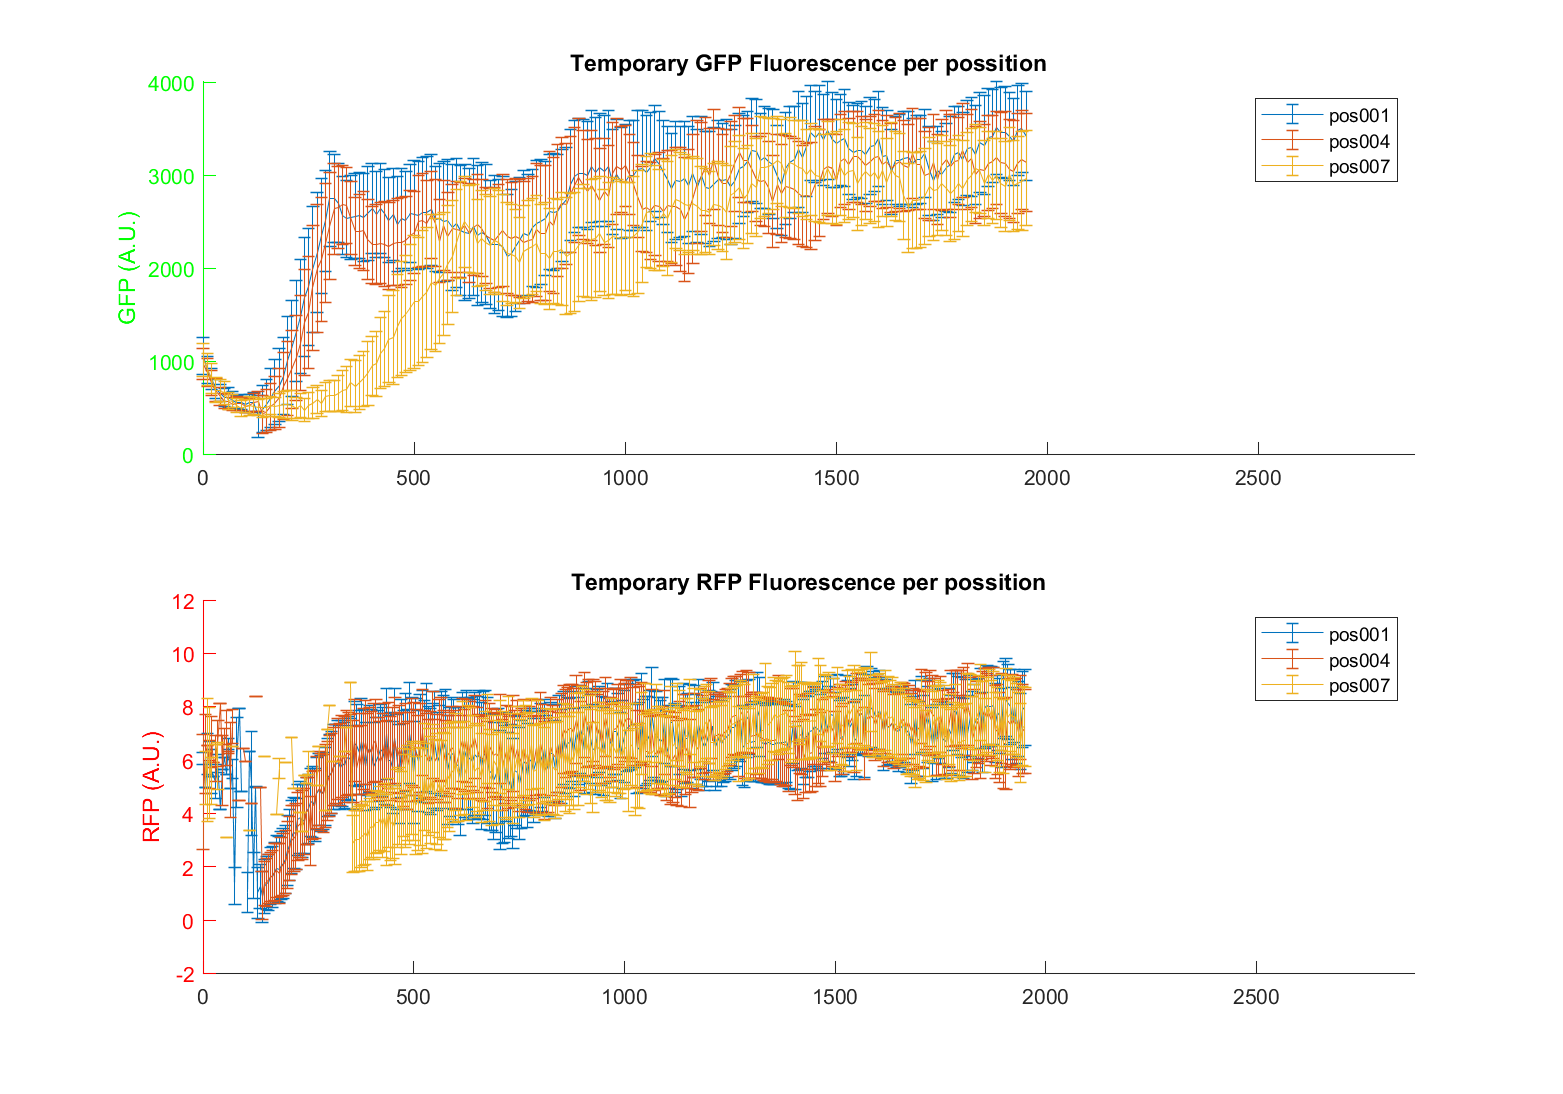 Temporary GFP Fluorescence per possition
GFP (A.U.)
4000
3000
2000
1000
0
0 500 1000 1500 2000 2500
pos001
pos004
pos007
Temporary RFP Fluorescence per possition
RFP (A.U.)
12
10
8
6
4
2
0
-2
0 500 1000 1500 2000 2500
pos001
pos004
pos007